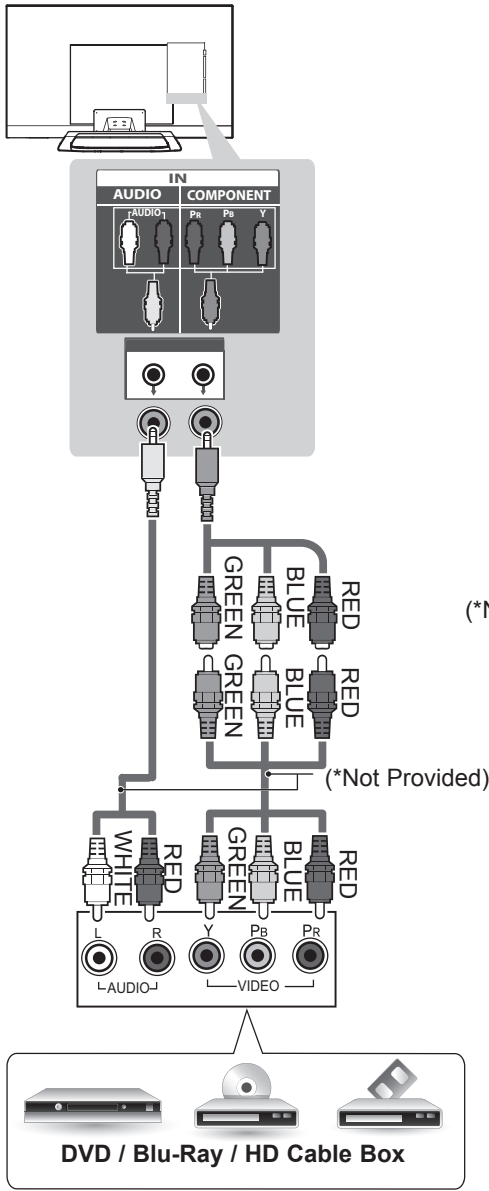 IN
AUDIO COMPONENT
AUDIO PR PB Y
GREEN BLUE RED
(*N
GREEN BLUE RED
(*Not Provided)
WHITE RED GREEN BLUE RED
L R Y PB PR
AUDIO VIDEO
DVD / Blu-Ray / HD Cable Box